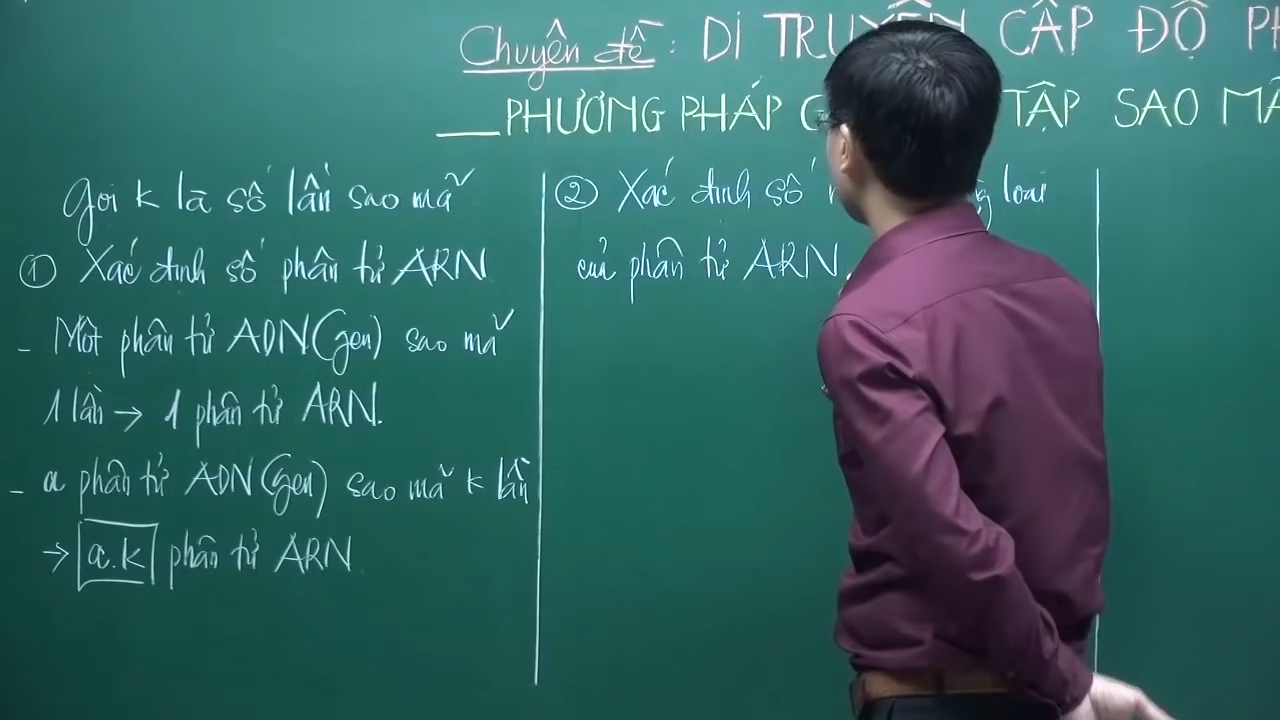 Chuyên đề: DI TRUYỀN CẤP ĐỘ
PHƯƠNG PHÁP TẬP SAO MÃ
Gọi k là số lần sao mã
① Xác định số phân tử ARN
- Một phân tử ADN (gen) sao mã
1 lần → 1 phân tử ARN.
- a phân tử ADN (gen) sao mã k lần
→ a.k phân tử ARN
② Xác định số loại
của phân tử ARN.